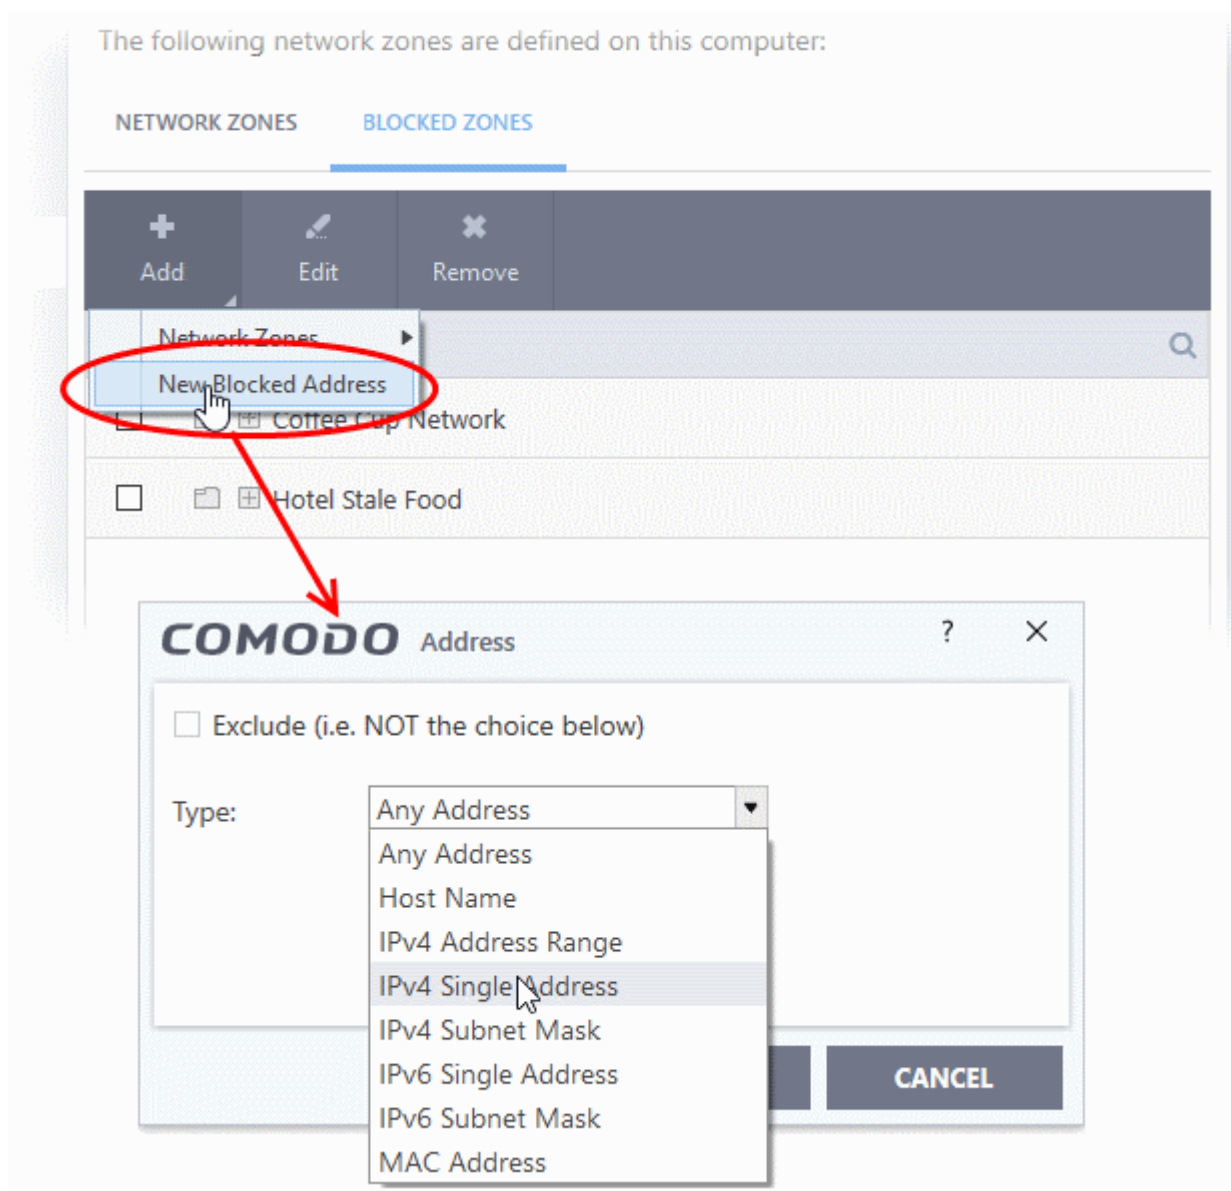 The following network zones are defined on this computer:
NETWORK ZONES BLOCKED ZONES
Add Edit Remove
Network Zones
New Blocked Address
Coffee Cup Network
Hotel Stale Food
COMODO Address ?
Exclude (i.e. NOT the choice below)
Type: Any Address
Any Address
Host Name
IPv4 Address Range
IPv4 Single Address
IPv4 Subnet Mask
IPv6 Single Address
CANCEL
IPv6 Subnet Mask
MAC Address